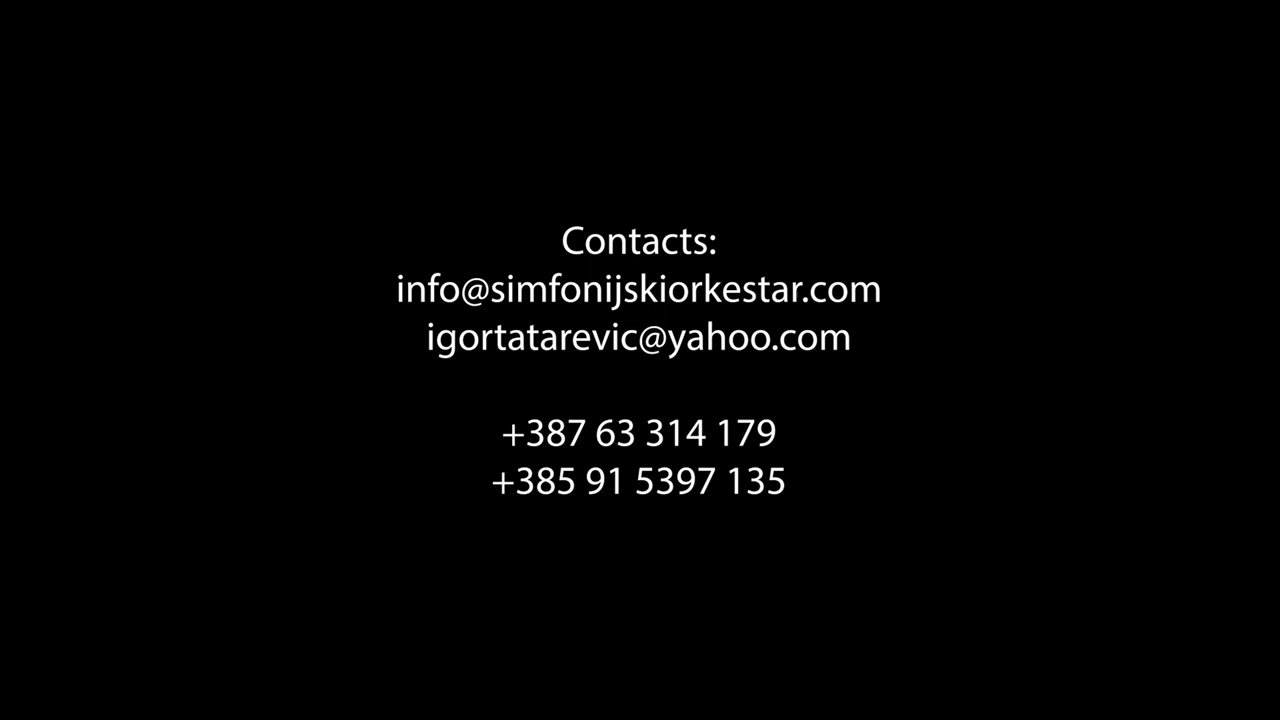 Contacts:
info@simfonijskiorkestar.com
igortatarevic@yahoo.com
+387 63 314 179
+385 91 5397 135